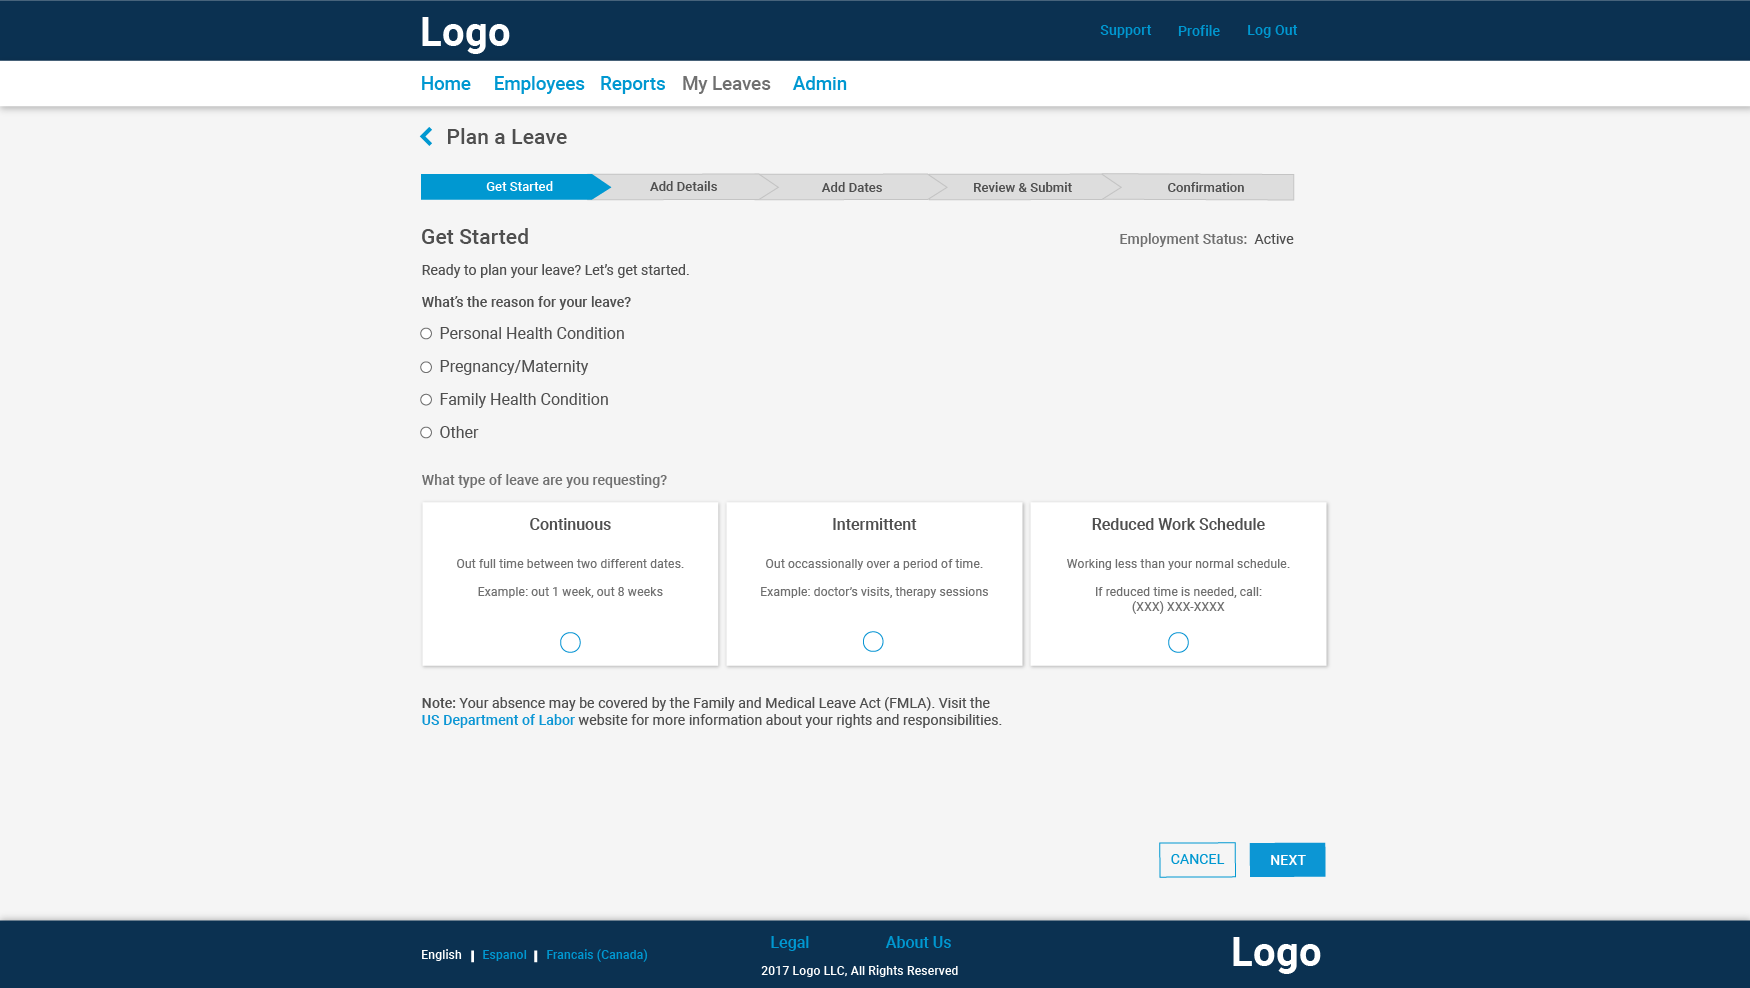 Logo
Support Profile Log Out
Home Employees Reports My Leaves Admin
Plan a Leave
Get Started Add Details Add Dates Review & Submit Confirmation
Get Started
Employment Status: Active
Ready to plan your leave? Let's get started.
What's the reason for your leave?
Personal Health Condition
Pregnancy/Maternity
Family Health Condition
Other
What type of leave are you requesting?
Continuous
Out full time between two different dates.
Example: out 1 week, out 8 weeks
Intermittent
Out occassionally over a period of time.
Example: doctor's visits, therapy sessions
Reduced Work Schedule
Working less than your normal schedule.
If reduced time is needed, call:
(XXX) XXX-XXXX
Note: Your absence may be covered by the Family and Medical Leave Act (FMLA). Visit the
US Department of Labor website for more information about your rights and responsibilities.
CANCEL NEXT
English | Espanol | Francais (Canada)
Legal About Us
2017 Logo LLC, All Rights Reserved
Logo